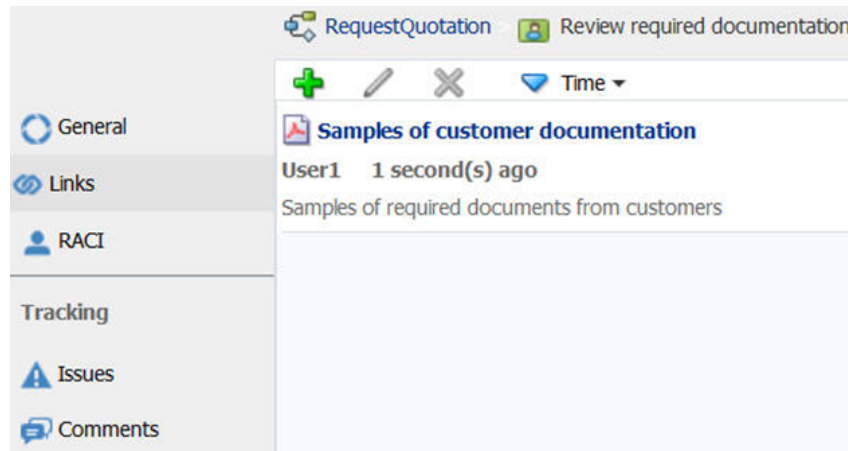 RequestQuotation Review required documentation
Time
General
Links
RACI
Tracking
Issues
Comments
Samples of customer documentation
User1 1 second(s) ago
Samples of required documents from customers